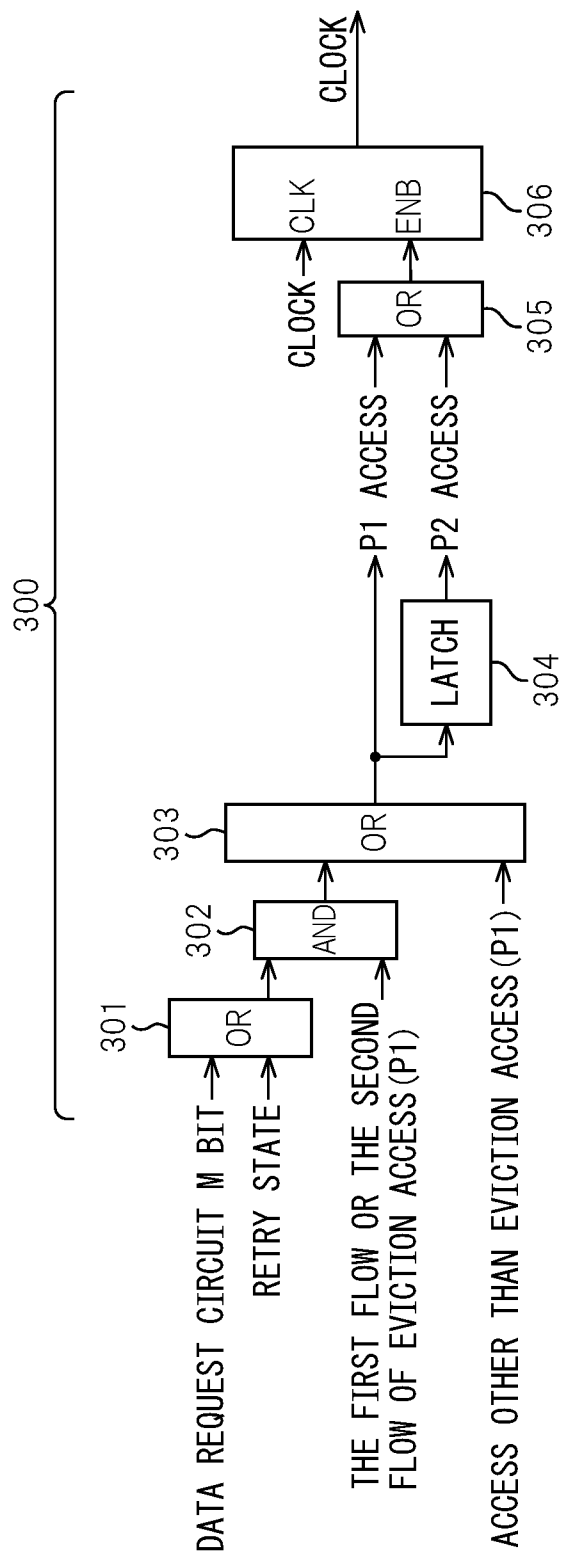 300
DATA REQUEST CIRCUIT M BIT
RETRY STATE
301
OR
THE FIRST FLOW OR THE SECOND
FLOW OF EVICTION ACCESS(P1)
302
AND
ACCESS OTHER THAN EVICTION ACCESS(P1)
303
OR
LATCH
304
P1 ACCESS
P2 ACCESS
OR
305
CLOCK
CLK
ENB
306
CLOCK